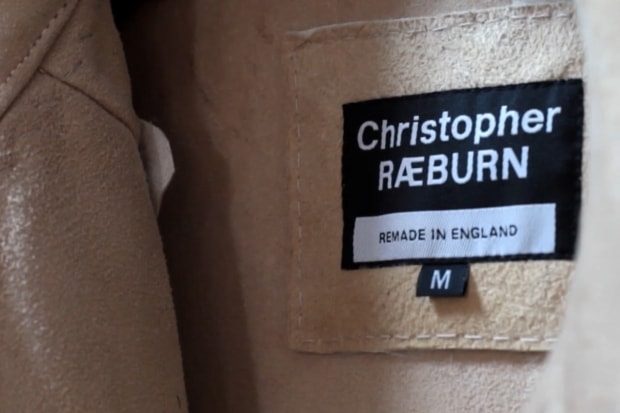 Christopher
RÆBURN
REMADE IN ENGLAND
M